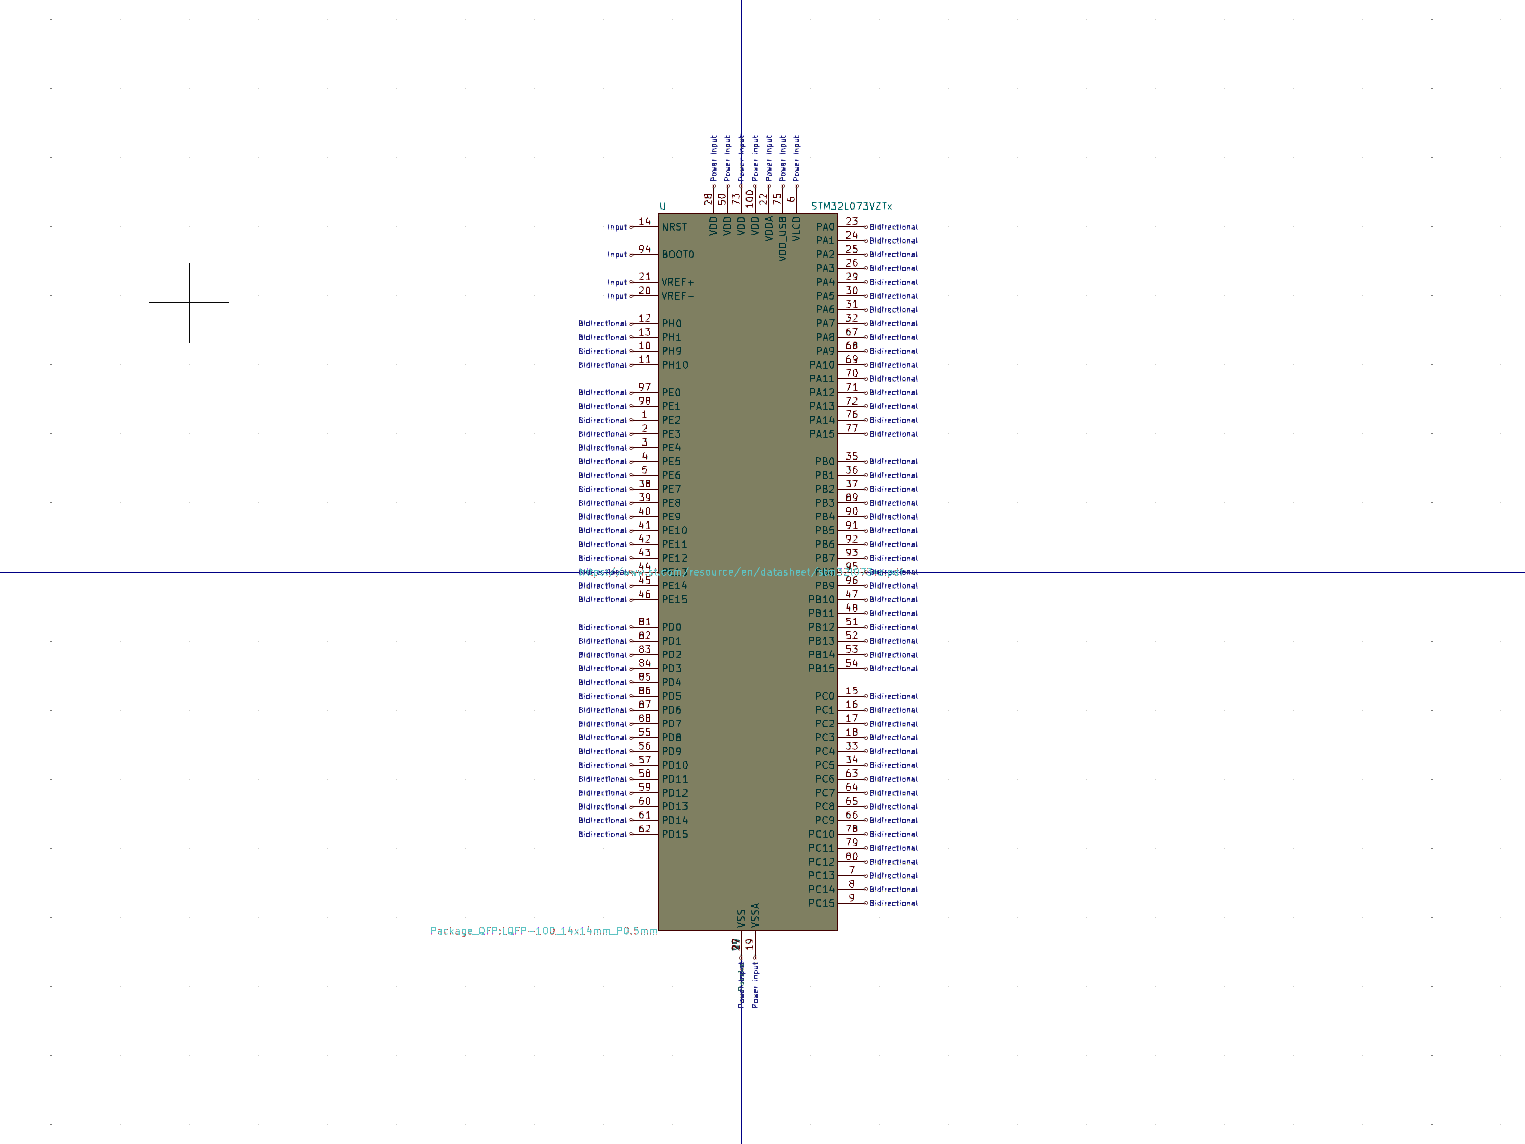 Power Input Power Input Power Input Power Input Power Input Power Input Power Input
28 50 73 100 22 75 6
U STM32L073VZTx
VDD VDD VDD VDD VDDA VDD_USB VLCD
Input 14 NRST PA0 23 Bidirectional
PA1 24 Bidirectional
Input 94 BOOT0 PA2 25 Bidirectional
PA3 26 Bidirectional
Input 21 VREF+ PA4 29 Bidirectional
Input 20 VREF- PA5 30 Bidirectional
PA6 31 Bidirectional
Bidirectional 12 PH0 PA7 32 Bidirectional
Bidirectional 13 PH1 PA8 67 Bidirectional
Bidirectional 10 PH9 PA9 68 Bidirectional
Bidirectional 11 PH10 PA10 69 Bidirectional
PA11 70 Bidirectional
Bidirectional 97 PE0 PA12 71 Bidirectional
Bidirectional 98 PE1 PA13 72 Bidirectional
Bidirectional 1 PE2 PA14 76 Bidirectional
Bidirectional 2 PE3 PA15 77 Bidirectional
Bidirectional 3 PE4
Bidirectional 4 PE5 PB0 35 Bidirectional
Bidirectional 5 PE6 PB1 36 Bidirectional
Bidirectional 38 PE7 PB2 37 Bidirectional
Bidirectional 39 PE8 PB3 89 Bidirectional
Bidirectional 40 PE9 PB4 90 Bidirectional
Bidirectional 41 PE10 PB5 91 Bidirectional
Bidirectional 42 PE11 PB6 92 Bidirectional
Bidirectional 43 PE12 PB7 93 Bidirectional
44 /resource/en/datasheet/ 95
Bidirectional 45 PE14 PB9 96 Bidirectional
Bidirectional 46 PE15 PB10 47 Bidirectional
PB11 48 Bidirectional
Bidirectional 81 PD0 PB12 51 Bidirectional
Bidirectional 82 PD1 PB13 52 Bidirectional
Bidirectional 83 PD2 PB14 53 Bidirectional
Bidirectional 84 PD3 PB15 54 Bidirectional
Bidirectional 85 PD4
Bidirectional 86 PD5 PC0 15 Bidirectional
Bidirectional 87 PD6 PC1 16 Bidirectional
Bidirectional 88 PD7 PC2 17 Bidirectional
Bidirectional 55 PD8 PC3 18 Bidirectional
Bidirectional 56 PD9 PC4 33 Bidirectional
Bidirectional 57 PD10 PC5 34 Bidirectional
Bidirectional 58 PD11 PC6 63 Bidirectional
Bidirectional 59 PD12 PC7 64 Bidirectional
Bidirectional 60 PD13 PC8 65 Bidirectional
Bidirectional 61 PD14 PC9 66 Bidirectional
Bidirectional 62 PD15 PC10 78 Bidirectional
PC11 79 Bidirectional
PC12 80 Bidirectional
PC13 7 Bidirectional
PC14 8 Bidirectional
PC15 9 Bidirectional
VSS VSSA
Package_QFP:LQFP-100_14x14mm_P0.5mm
19
Power Input Power Input